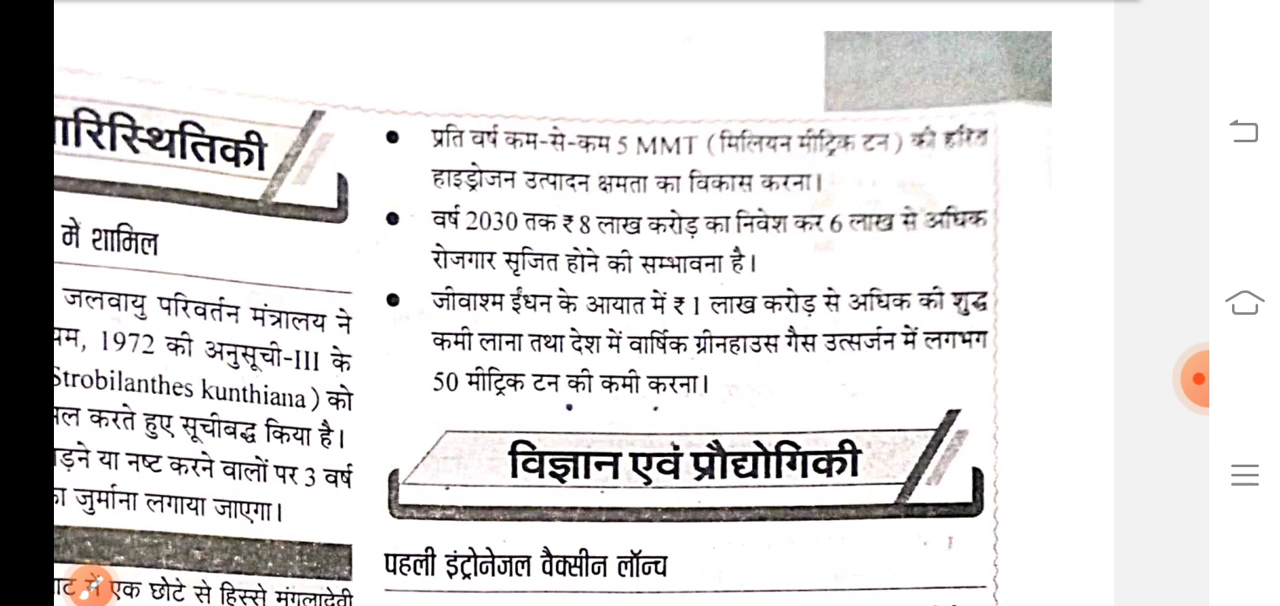 ारिस्थितिकी
में शामिल
जलवायु परिवर्तन मंत्रालय ने
यम, 1972 की अनुसूची-III के
Strobilanthes kunthiana) को
करते हुए सूचीबद्ध किया है।
ड़ने या नष्ट करने वालों पर 3 वर्ष
जुर्माना लगाया जाएगा।
में एक छोटे से हिस्से मंगलादेवी
• प्रति वर्ष कम-से-कम 5 MMT (मिलियन मीट्रिक टन) की हरित
हाइड्रोजन उत्पादन क्षमता का विकास करना।
• वर्ष 2030 तक ₹ 8 लाख करोड़ का निवेश कर 6 लाख से अधिक
रोजगार सृजित होने की सम्भावना है।
• जीवाश्म ईंधन के आयात में ₹ 1 लाख करोड़ से अधिक की शुद्ध
कमी लाना तथा देश में वार्षिक ग्रीनहाउस गैस उत्सर्जन में लगभग
50 मीट्रिक टन की कमी करना।
विज्ञान एवं प्रौद्योगिकी
पहली इंट्रोनेजल वैक्सीन लॉन्च